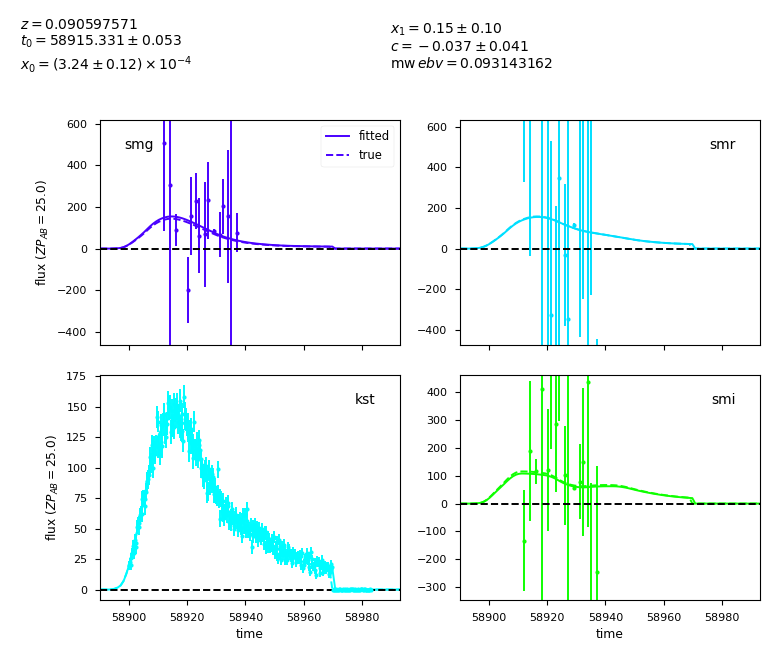 z = 0.090597571
t₀ = 58915.331 ± 0.053
x₀ = (3.24 ± 0.12) × 10⁻⁴
x₁ = 0.15 ± 0.10
c = −0.037 ± 0.041
mw ebv = 0.093143162
smg
fitted
true
600
400
200
0
−200
−400
flux (ZP_AB = 25.0)
smr
600
400
200
0
−200
−400
kst
175
150
125
100
75
50
25
0
flux (ZP_AB = 25.0)
58900 58920 58940 58960 58980
time
smi
400
300
200
100
0
−100
−200
−300
58900 58920 58940 58960 58980
time